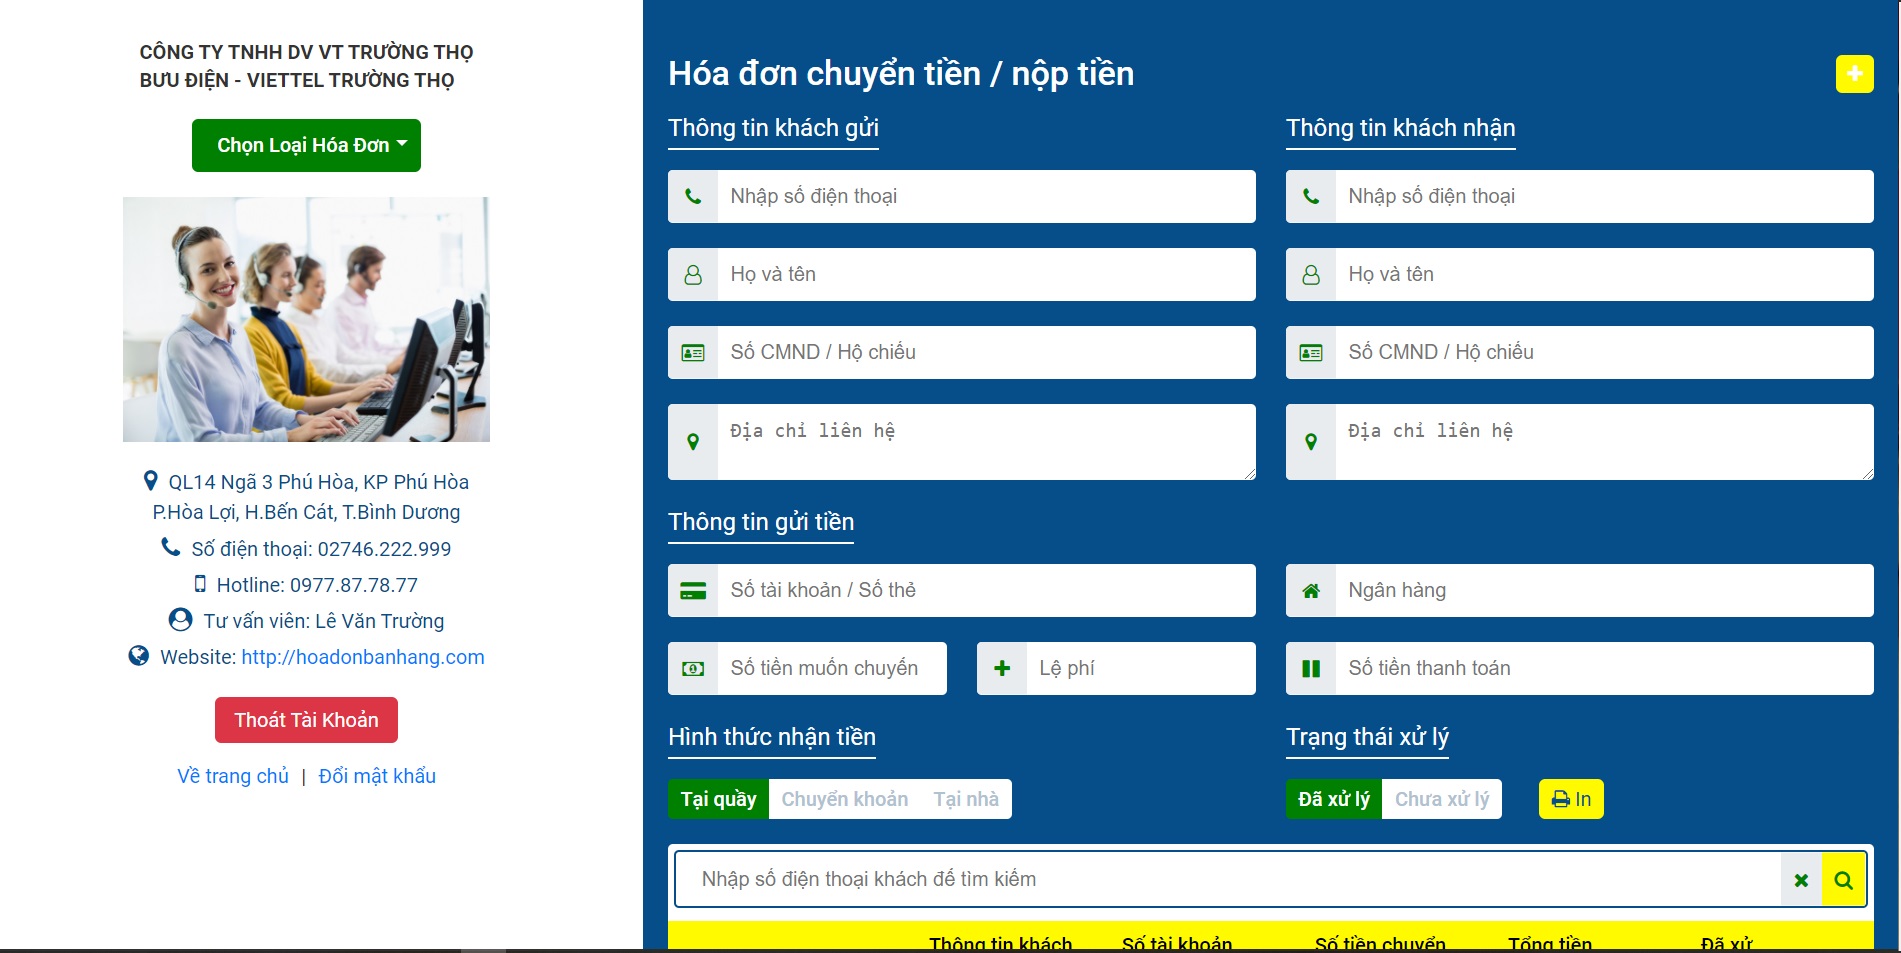 CÔNG TY TNHH DV VT TRƯỜNG THỌ
BƯU ĐIỆN - VIETTEL TRƯỜNG THỌ
Chọn Loại Hóa Đơn
QL14 Ngã 3 Phú Hòa, KP Phú Hòa
P.Hòa Lợi, H.Bến Cát, T.Bình Dương
Số điện thoại: 02746.222.999
Hotline: 0977.87.78.77
Tư vấn viên: Lê Văn Trường
Website: http://hoadonbanhang.com
Thoát Tài Khoản
Về trang chủ | Đổi mật khẩu
Hóa đơn chuyển tiền / nộp tiền
Thông tin khách gửi
Thông tin khách nhận
Nhập số điện thoại
Nhập số điện thoại
Họ và tên
Họ và tên
Số CMND / Hộ chiếu
Số CMND / Hộ chiếu
Địa chỉ liên hệ
Địa chỉ liên hệ
Thông tin gửi tiền
Số tài khoản / Số thẻ
Ngân hàng
Số tiền muốn chuyến
Lệ phí
Số tiền thanh toán
Hình thức nhận tiền
Trạng thái xử lý
Tại quầy Chuyển khoản Tại nhà
Đã xử lý Chưa xử lý
In
Nhập số điện thoại khách để tìm kiếm
Thông tin khách Số tài khoản Số tiền chuyển Tổng tiền Đã xử